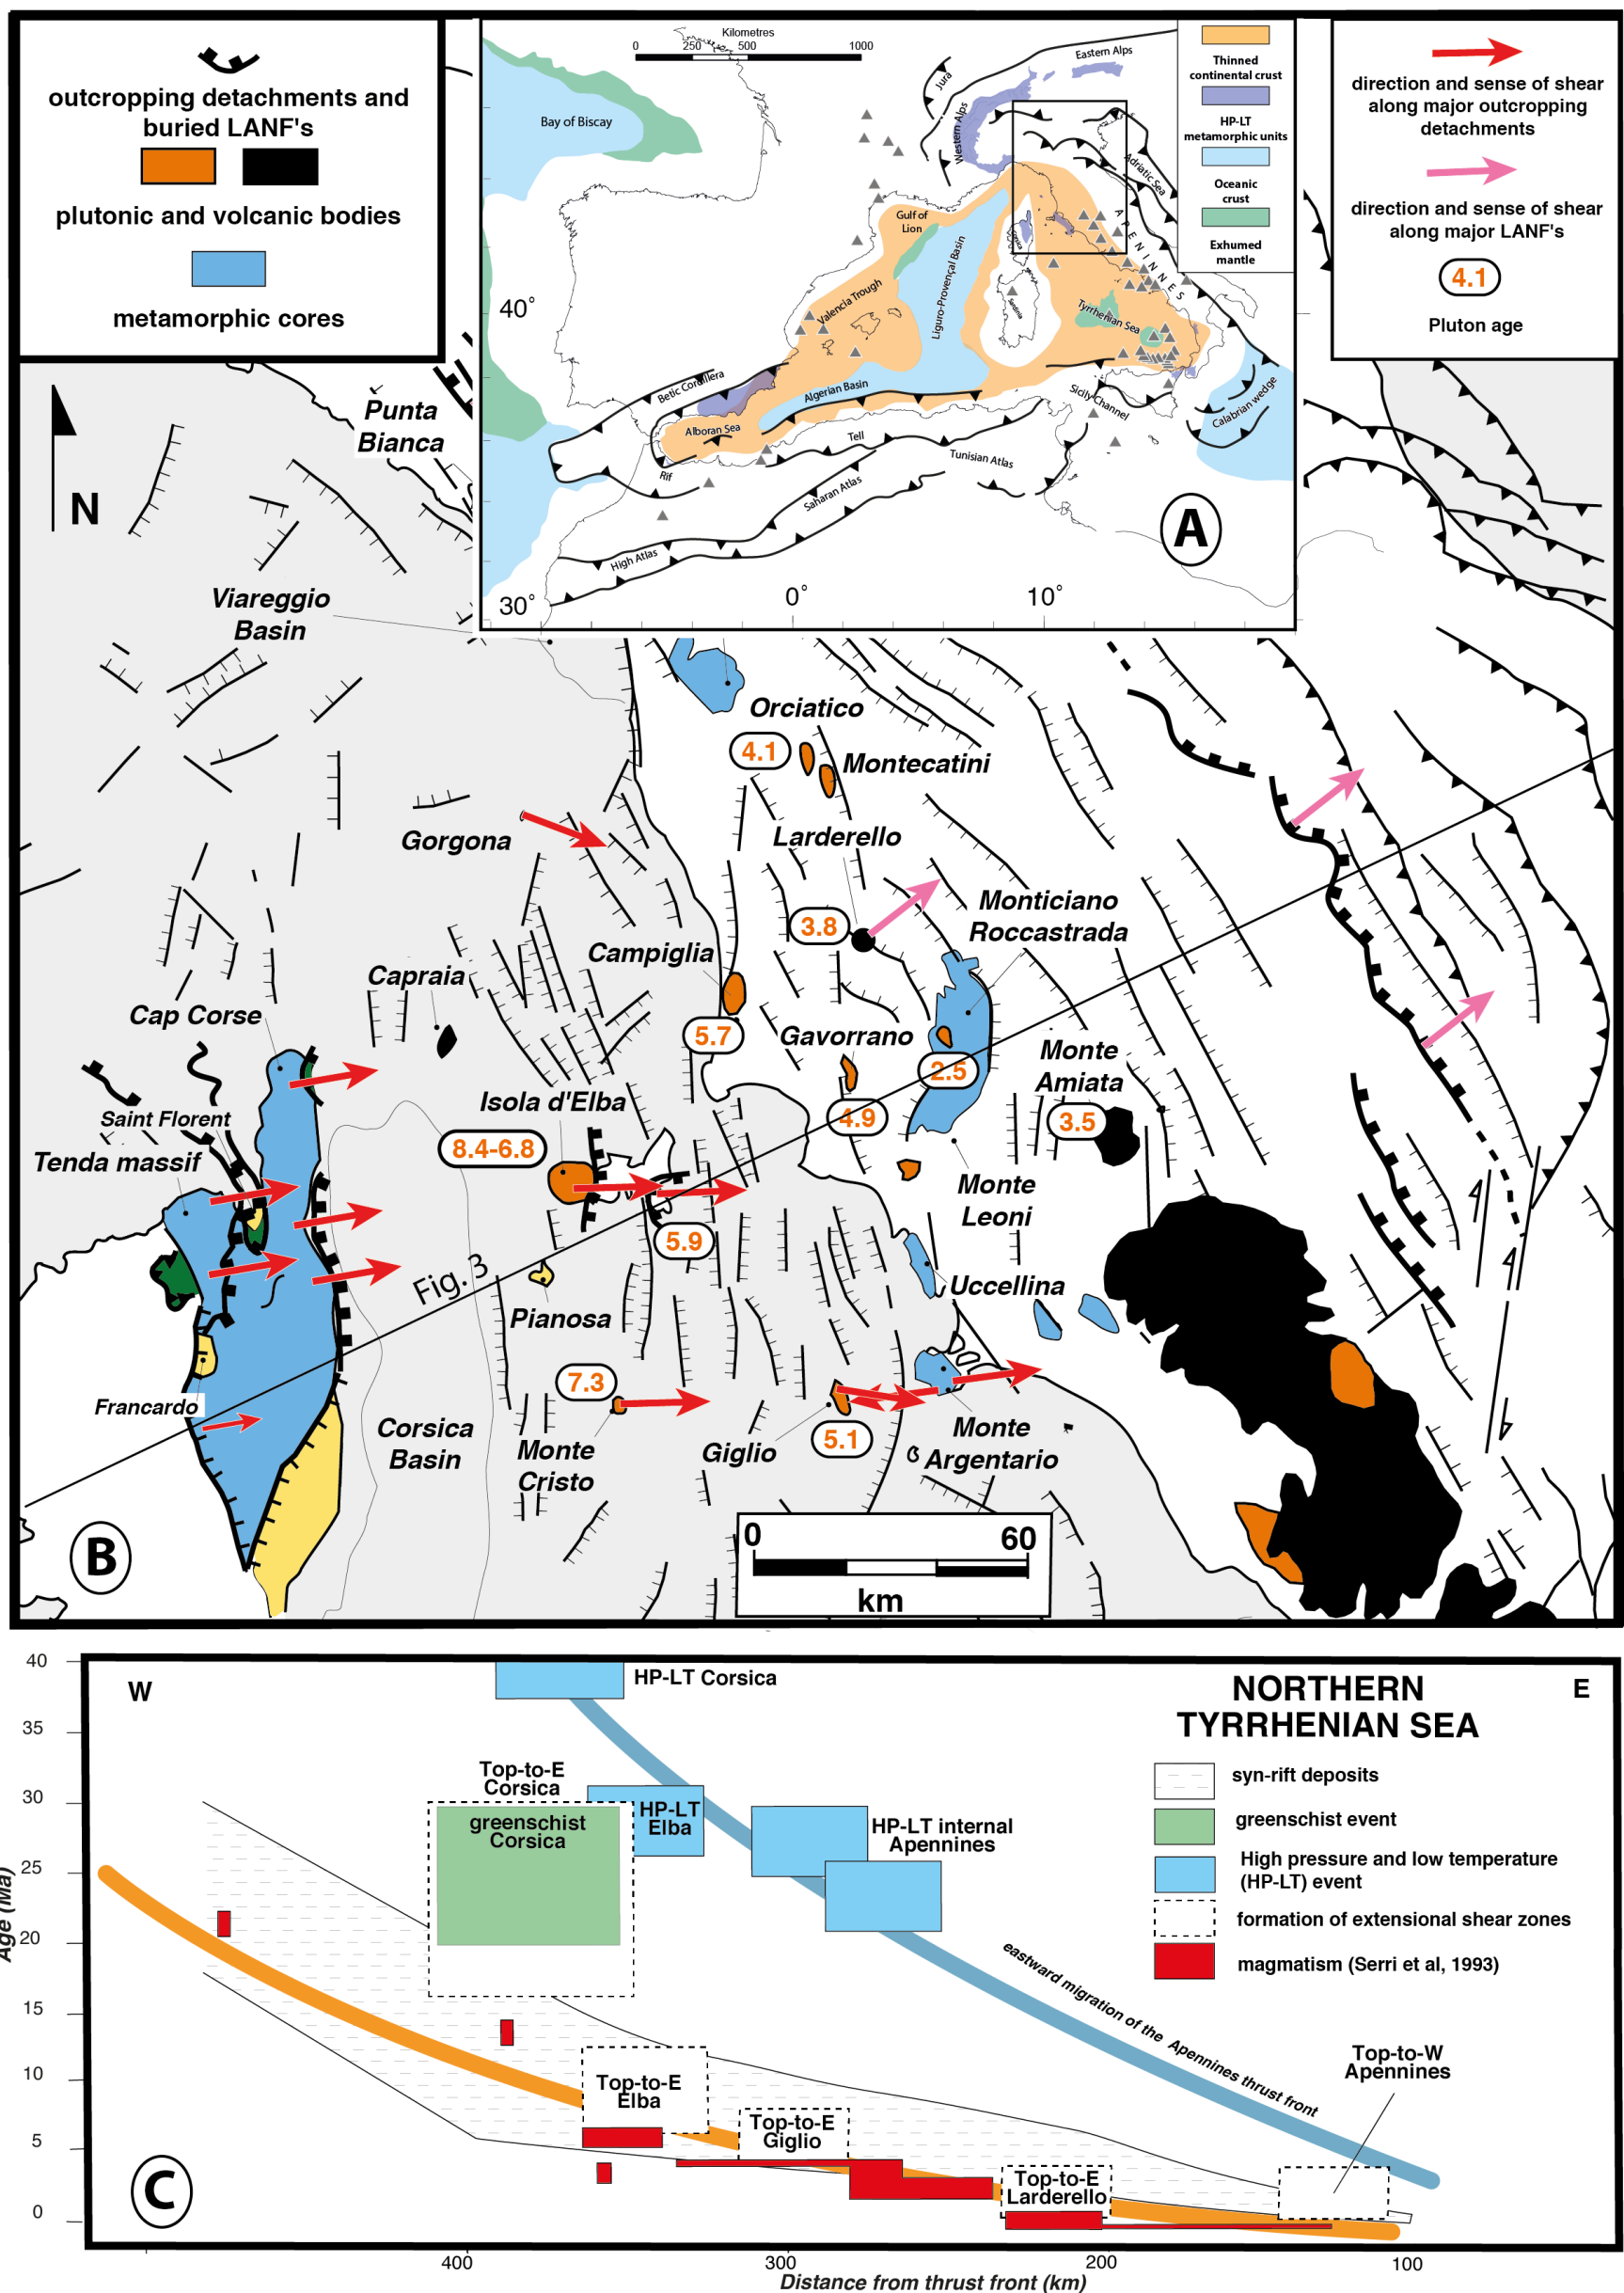 outcropping detachments and
buried LANF's
plutonic and volcanic bodies
metamorphic cores
Kilometres
0 250 500 1000
Bay of Biscay
Jura
Eastern Alps
Western Alps
Adriatic Sea
APENNINES
Gulf of
Lion
Corsica
Sardinia
Liguro-Provençal Basin
Valencia Trough
Tyrrhenian Sea
Betic Cordillera
Algerian Basin
Alboran Sea
Sicily Channel
Calabrian wedge
Rif
Tell
Tunisian Atlas
Saharan Atlas
High Atlas
40°
30°
0°
10°
A
Thinned
continental crust
HP-LT
metamorphic units
Oceanic
crust
Exhumed
mantle
direction and sense of shear
along major outcropping
detachments
direction and sense of shear
along major LANF's
4.1
Pluton age
N
Punta
Bianca
Viareggio
Basin
Orciatico
4.1
Montecatini
Gorgona
Larderello
3.8
Monticiano
Roccastrada
Campiglia
5.7
Capraia
Cap Corse
Gavorrano
2.5
4.9
Monte
Amiata
3.5
Isola d'Elba
8.4-6.8
5.9
Saint Florent
Tenda massif
Monte
Leoni
Fig. 3
Uccellina
Pianosa
7.3
Francardo
Corsica
Basin
Monte
Cristo
Giglio
5.1
Monte
Argentario
B
0 60
km
40
35
30
25
20
15
10
5
0
Age (Ma)
W
E
NORTHERN
TYRRHENIAN SEA
HP-LT Corsica
Top-to-E
Corsica
greenschist
Corsica
HP-LT
Elba
HP-LT internal
Apennines
syn-rift deposits
greenschist event
High pressure and low temperature
(HP-LT) event
formation of extensional shear zones
magmatism (Serri et al, 1993)
eastward migration of the Apennines thrust front
Top-to-W
Apennines
Top-to-E
Elba
Top-to-E
Giglio
Top-to-E
Larderello
C
400 300 200 100
Distance from thrust front (km)